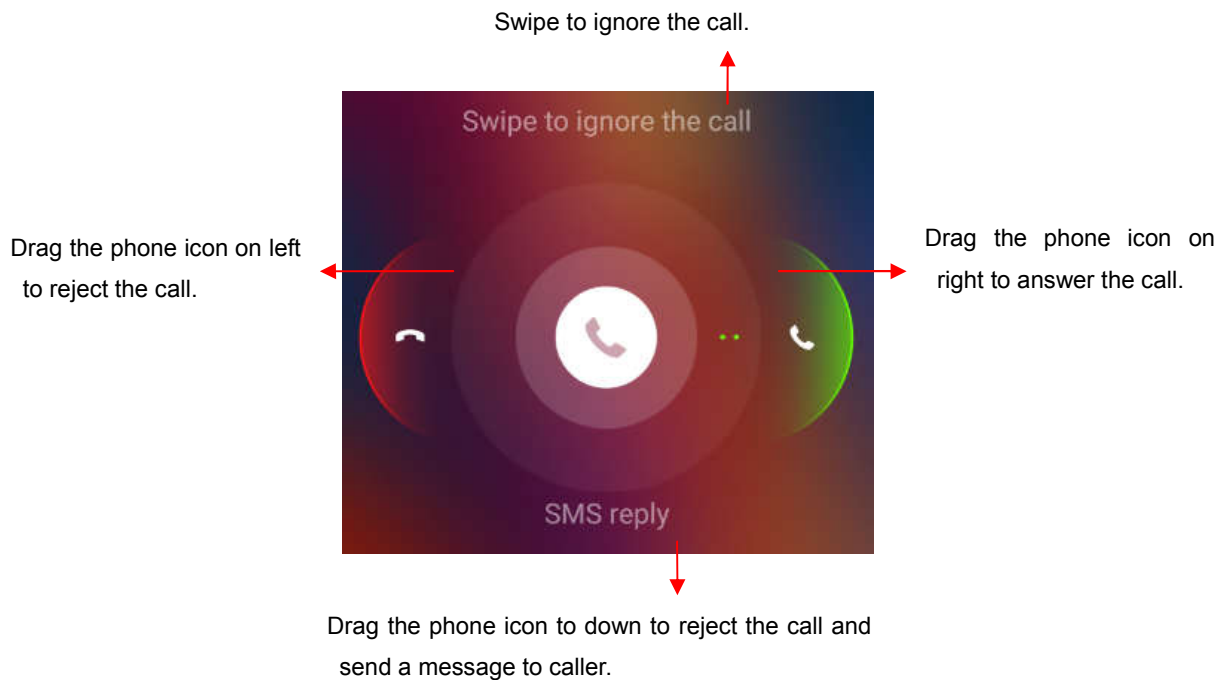 Swipe to ignore the call.
Swipe to ignore the call
Drag the phone icon on left
to reject the call.
Drag the phone icon on
right to answer the call.
SMS reply
Drag the phone icon to down to reject the call and
send a message to caller.